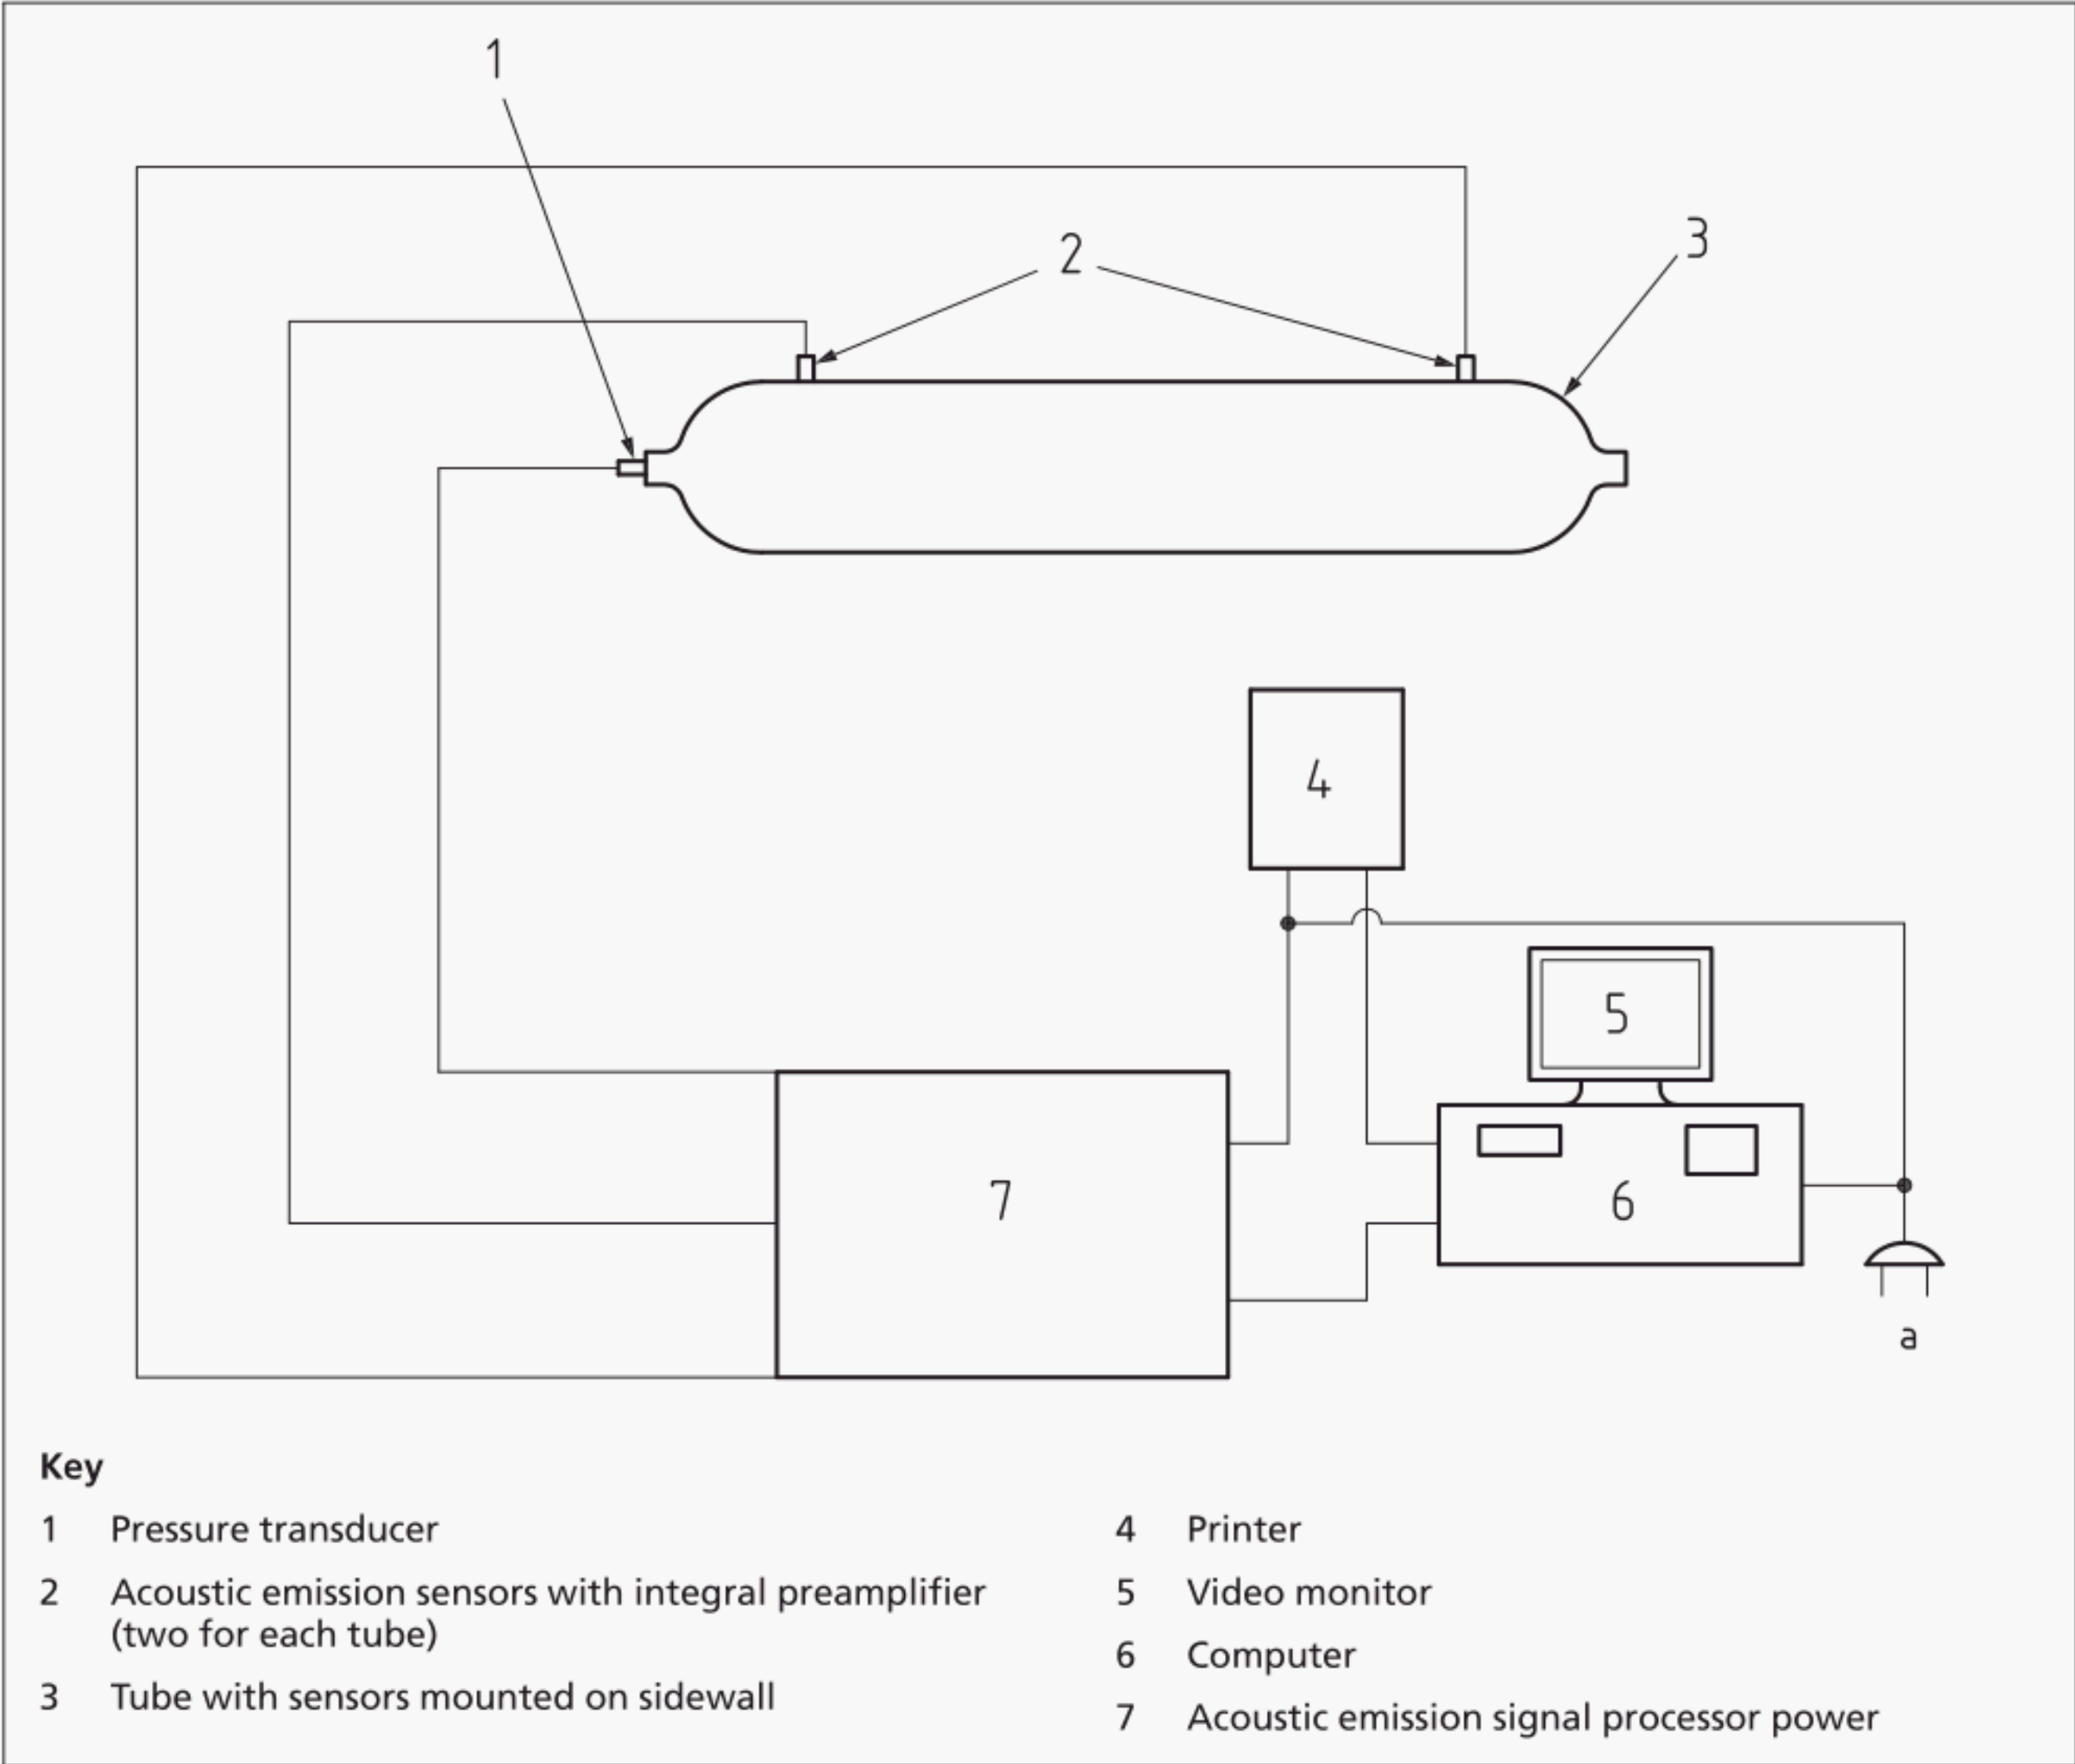 1
2
3
4
5
6
7
a
Key
1 Pressure transducer
2 Acoustic emission sensors with integral preamplifier
(two for each tube)
3 Tube with sensors mounted on sidewall
4 Printer
5 Video monitor
6 Computer
7 Acoustic emission signal processor power